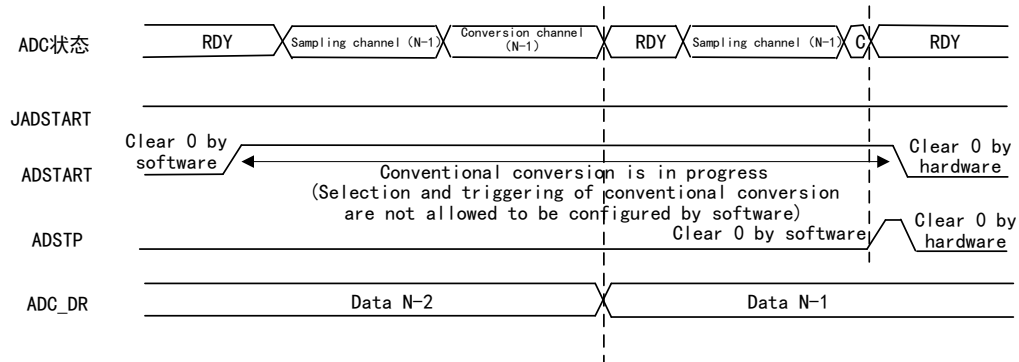 ADC状态
RDY
Sampling channel (N-1)
Conversion channel
(N-1)
RDY
Sampling channel (N-1)
C
RDY
JADSTART
Clear 0 by
software
ADSTART
Clear 0 by
hardware
Conventional conversion is in progress
(Selection and triggering of conventional conversion
are not allowed to be configured by software)
ADSTP
Clear 0 by software
Clear 0 by
hardware
ADC_DR
Data N-2
Data N-1